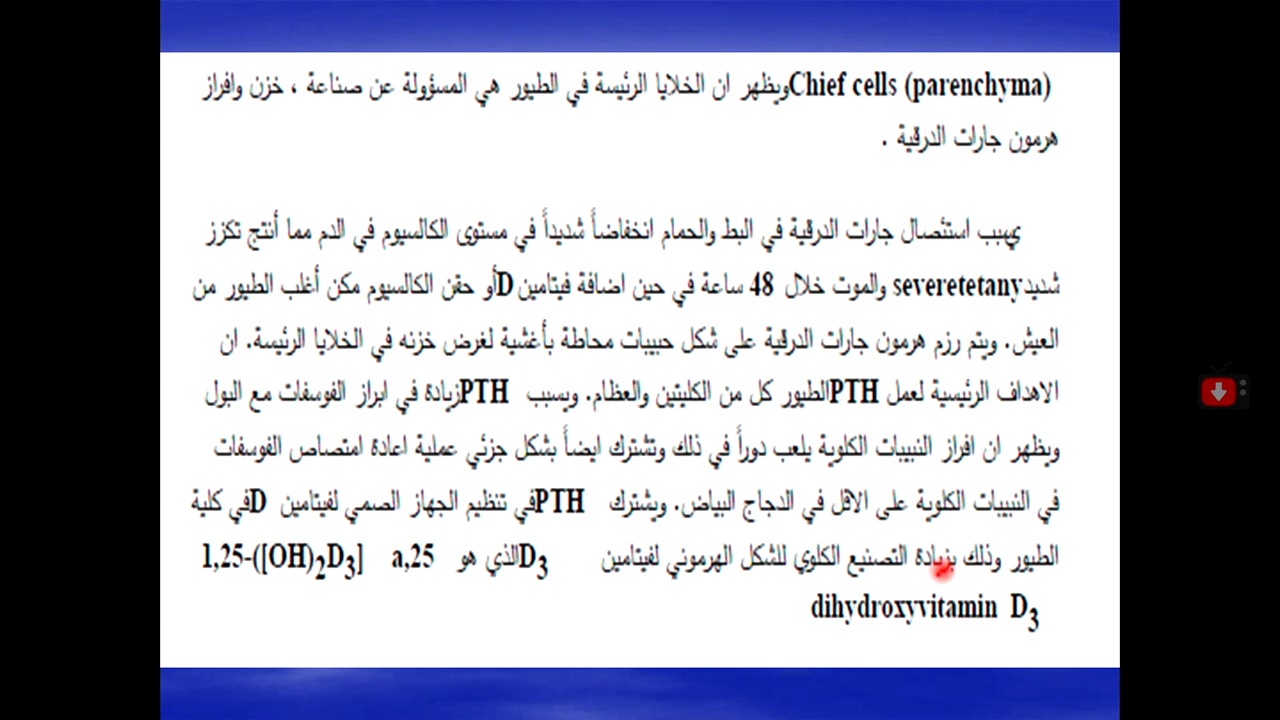 Chief cells (parenchyma)ويظهر ان الخلايا الرئيسة في الطيور هي المسؤولة عن صناعة ، خزن وافراز
هرمون جارات الدرقية .
يسبب استئصال جارات الدرقية في البط والحمام انخفاضاً شديداً في مستوى الكالسيوم في الدم مما أنتج تكزز
شديدseveretetany والموت خلال 48 ساعة في حين اضافة فيتامين Dأو حقن الكالسيوم مكن أغلب الطيور من
العيش. ويتم رزم هرمون جارات الدرقية على شكل حبيبات محاطة بأغشية لغرض خزنه في الخلايا الرئيسة. ان
الاهداف الرئيسية لعمل PTHالطيور كل من الكليتين والعظام. ويسبب PTHزيادة في ابراز الفوسفات مع البول
ويظهر ان افراز النبيبات الكلوية يلعب دوراً في ذلك وتشترك ايضاً بشكل جزئي عملية اعادة امتصاص الفوسفات
في النبيبات الكلوية على الاقل في الدجاج البياض. ويشترك PTHفي تنظيم الجهاز الصمي لفيتامين Dفي كلية
الطيور وذلك بزيادة التصنيع الكلوي للشكل الهرموني لفيتامين D3الذي هو a,25 1,25-([OH)2D3]
dihydroxyvitamin D3